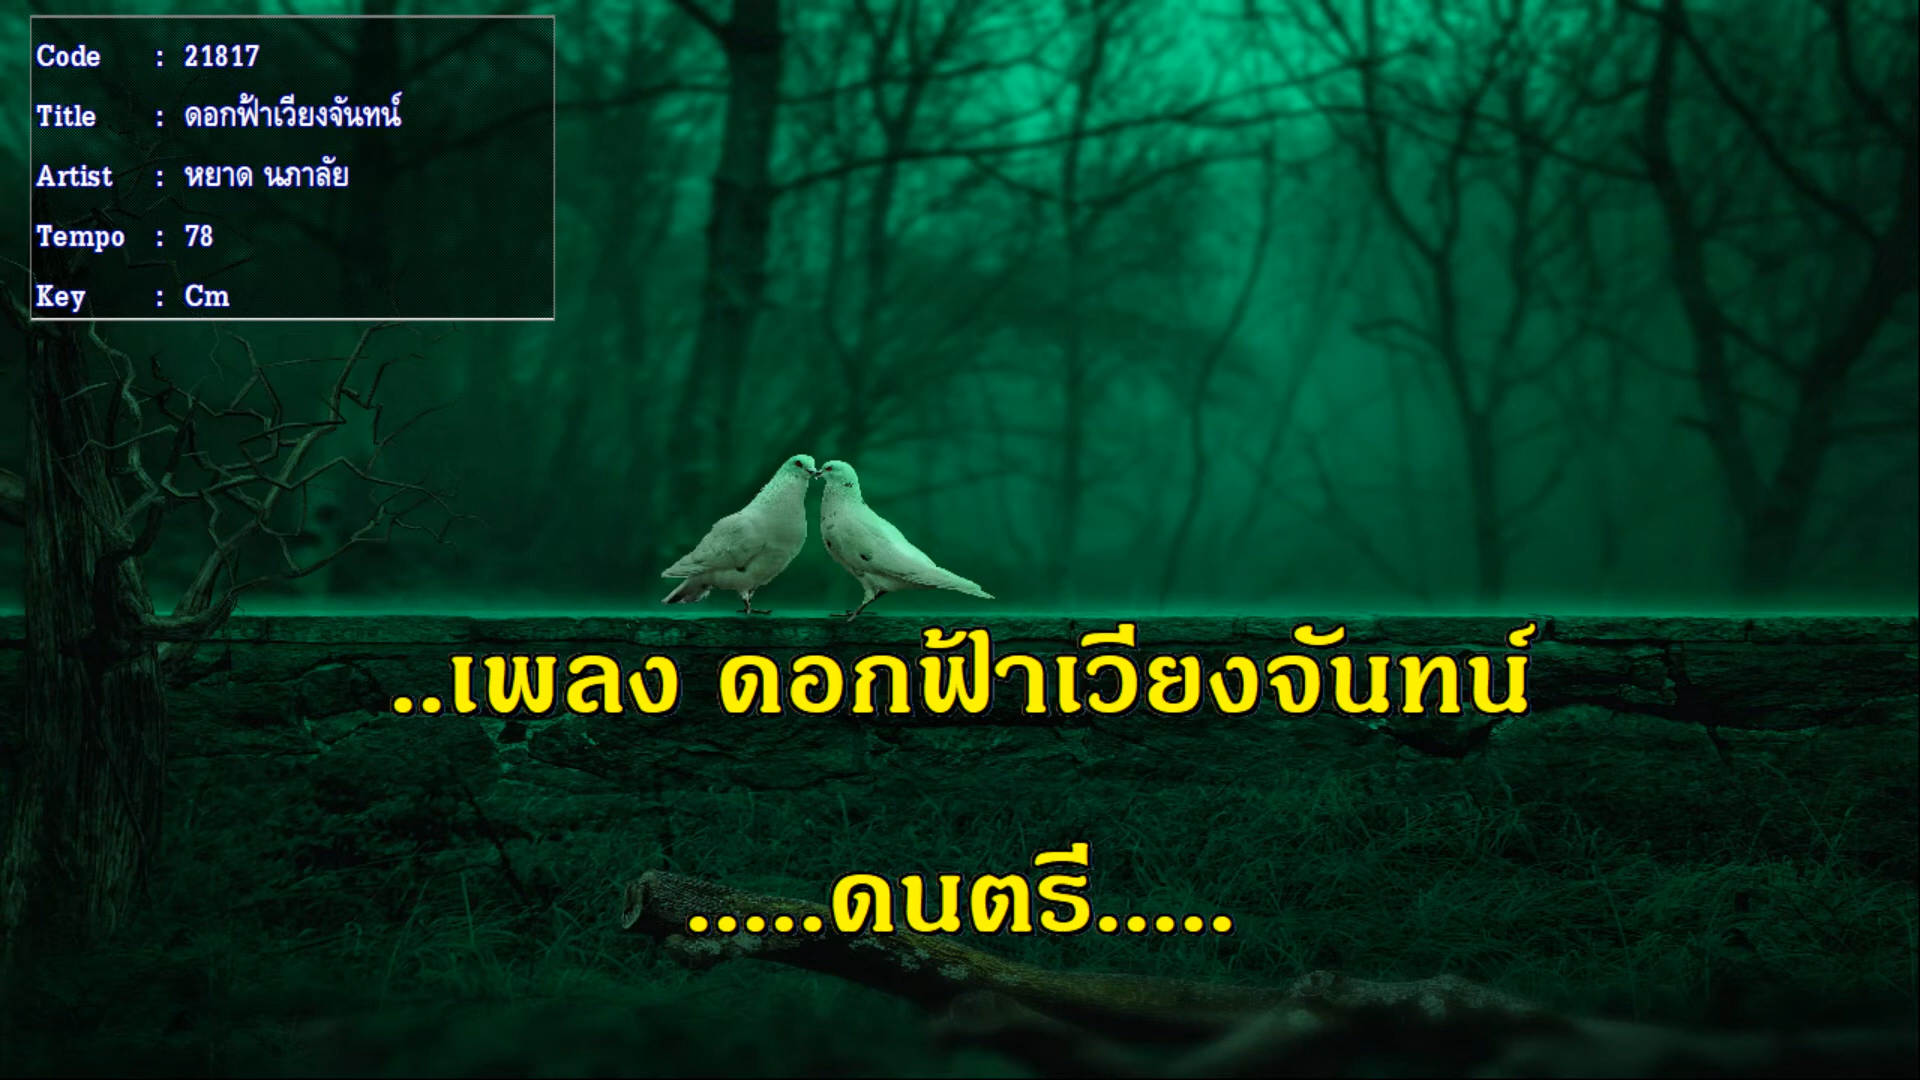 Code : 21817
Title : ดอกฟ้าเวียงจันทน์
Artist : หยาด นภาลัย
Tempo : 78
Key : Cm
..เพลง ดอกฟ้าเวียงจันทน์
.....ดนตรี.....